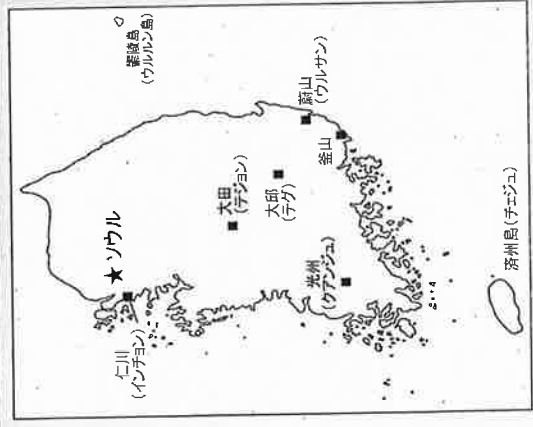 鬱陵島
(ウルルン島)
★ソウル
仁川
(インチョン)
大田
(テジョン)
大邱
(テグ)
蔚山
(ウルサン)
釜山
光州
(クアンジュ)
済州島(チェジュ)